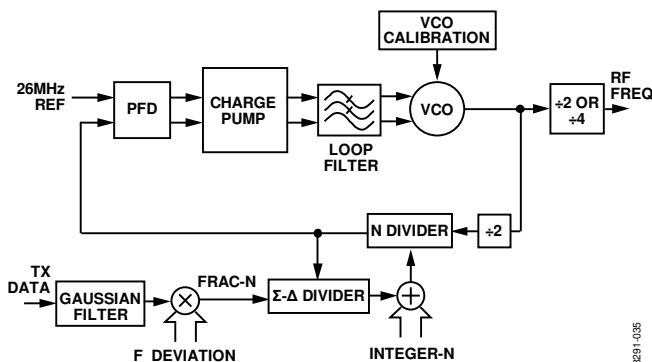 VCO
CALIBRATION
26MHz
REF
PFD
CHARGE
PUMP
LOOP
FILTER
VCO
÷2 OR
÷4
RF
FREQ
N DIVIDER
÷2
TX
DATA
GAUSSIAN
FILTER
×
FRAC-N
Σ-Δ DIVIDER
+
F_DEVIATION
INTEGER-N